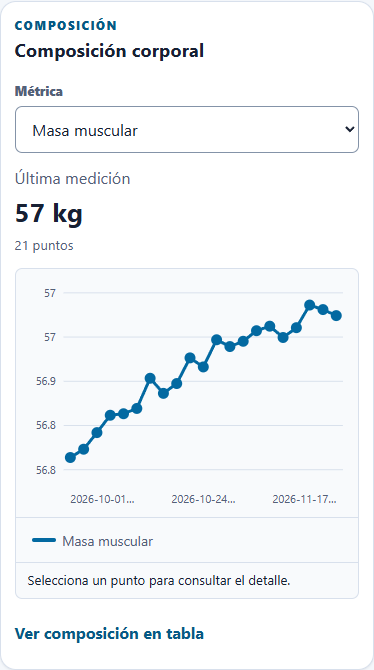 COMPOSICIÓN
Composición corporal
Métrica
Masa muscular
Última medición
57 kg
21 puntos
57
57
56.9
56.8
56.8
2026-10-01... 2026-10-24... 2026-11-17...
Masa muscular
Selecciona un punto para consultar el detalle.
Ver composición en tabla